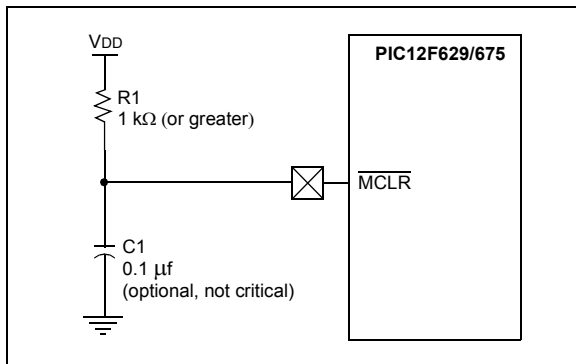 VDD
PIC12F629/675
R1
1 kΩ (or greater)
MCLR
C1
0.1 µf
(optional, not critical)